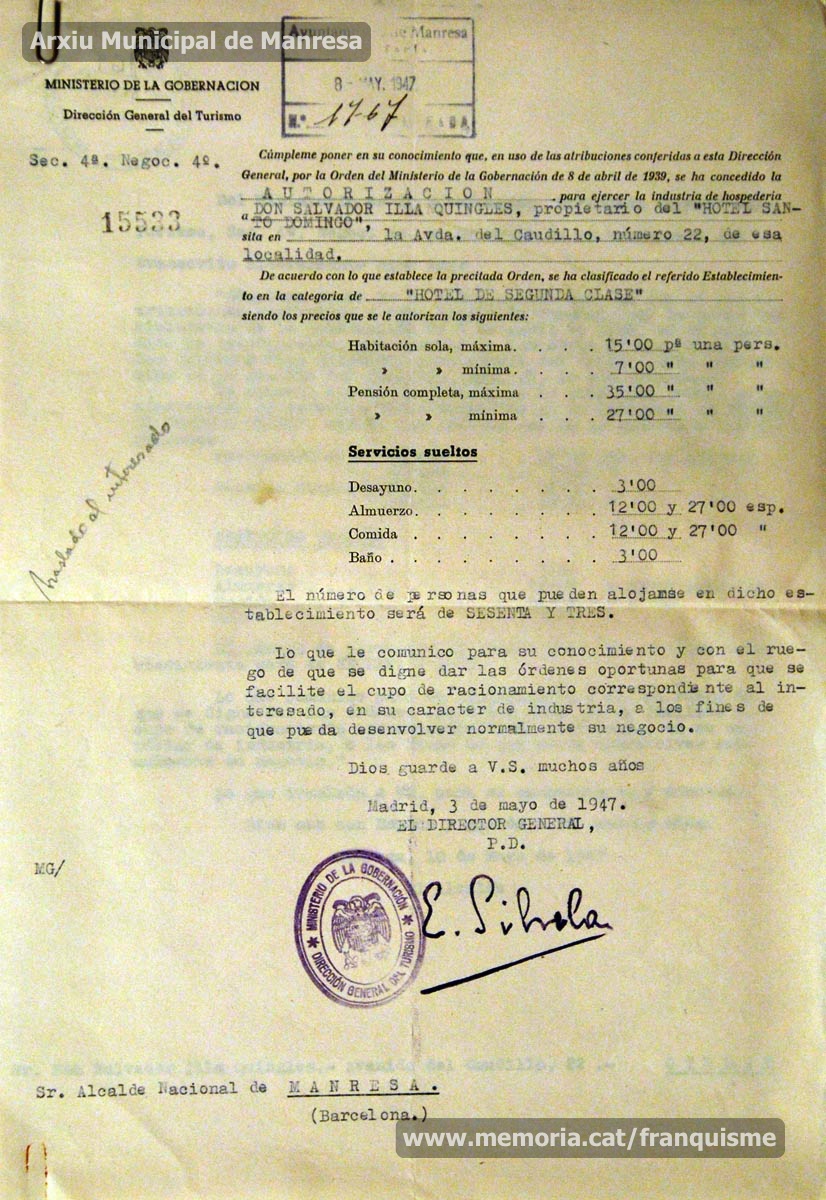 Arxiu Municipal de Manresa
MINISTERIO DE LA GOBERNACION
Dirección General del Turismo
Sec. 4ª. Negoc. 4º.
15533
de Manresa
8 - MAY. 1947
N.º 1767
Cúmpleme poner en su conocimiento que, en uso de las atribuciones conferidas a esta Dirección
General, por la Orden del Ministerio de la Gobernación de 8 de abril de 1939, se ha concedido la
AUTORIZACION para ejercer la industria de hospedería
a DON SALVADOR ILLA QUINGLES, propietario del "HOTEL SAN-
TO DOMINGO",
sita en la Avda. del Caudillo, número 22, de esa
localidad.
De acuerdo con lo que establece la precitada Orden, se ha clasificado el referido Establecimien-
to en la categoría de "HOTEL DE SEGUNDA CLASE"
siendo los precios que se le autorizan los siguientes:
Habitación sola, máxima. . . . 15'00 pª una pers.
» » mínima. . . . 7'00 " " "
Pensión completa, máxima . . . 35'00 " " "
» » mínima . . . 27'00 " " "
Servicios sueltos
Desayuno. . . . . . . . 3'00
Almuerzo. . . . . . . . 12'00 y 27'00 esp.
Comida . . . . . . . . 12'00 y 27'00 "
Baño . . . . . . . . . 3'00
traslado al interesado
El número de personas que pueden alojamse en dicho es-
tablecimiento será de SESENTA Y TRES.
Lo que le comunico para su conocimiento y con el rue-
go de que se digne dar las órdenes oportunas para que se
facilite el cupo de racionamiento correspondiente al in-
teresado, en su caracter de industria, a los fines de
que pueda desenvolver normalmente su negocio.
Dios guarde a V.S. muchos años
Madrid, 3 de mayo de 1947.
EL DIRECTOR GENERAL,
P.D.
MG/
MINISTERIO DE LA GOBERNACIÓN
DIRECCIÓN GENERAL DEL TURISMO
Sr. Alcalde Nacional de MANRESA.
(Barcelona.)
www.memoria.cat/franquisme